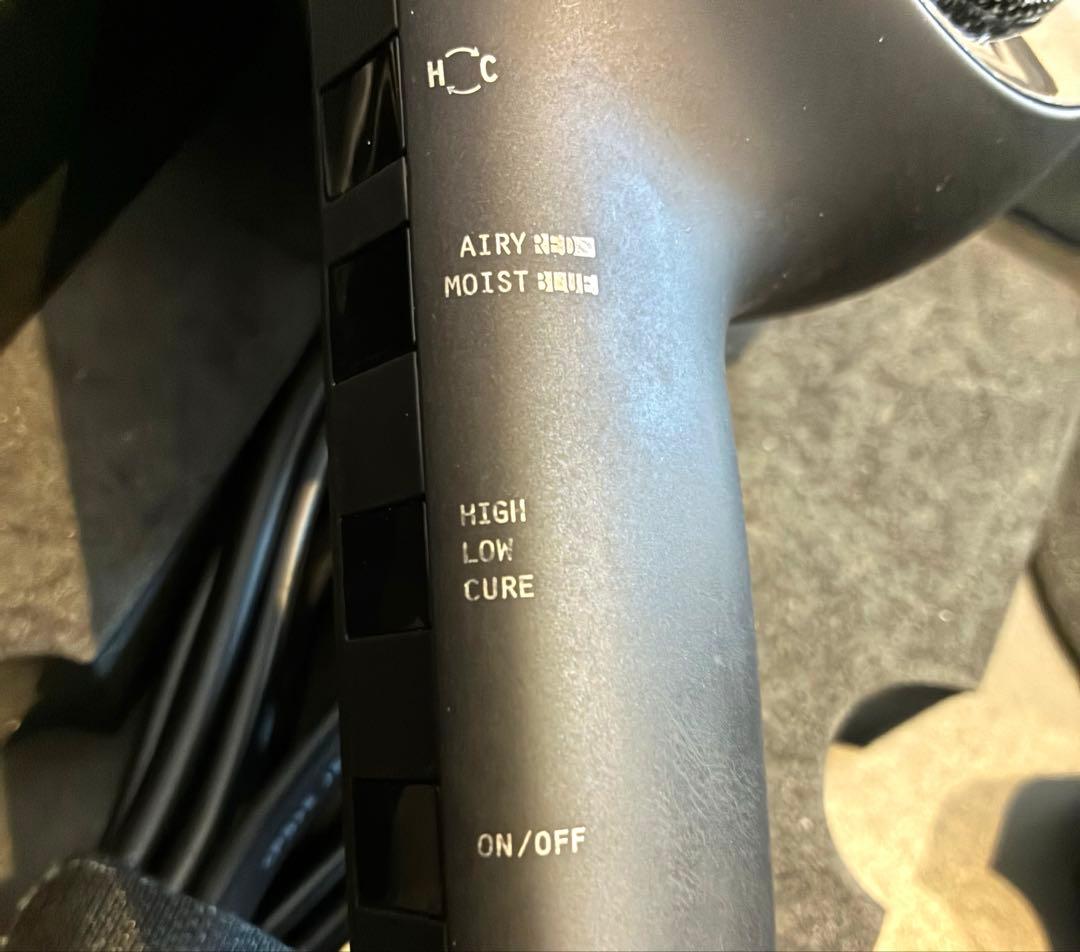 H C
AIRY RED
MOIST BLUE
HIGH
LOW
CURE
ON/OFF